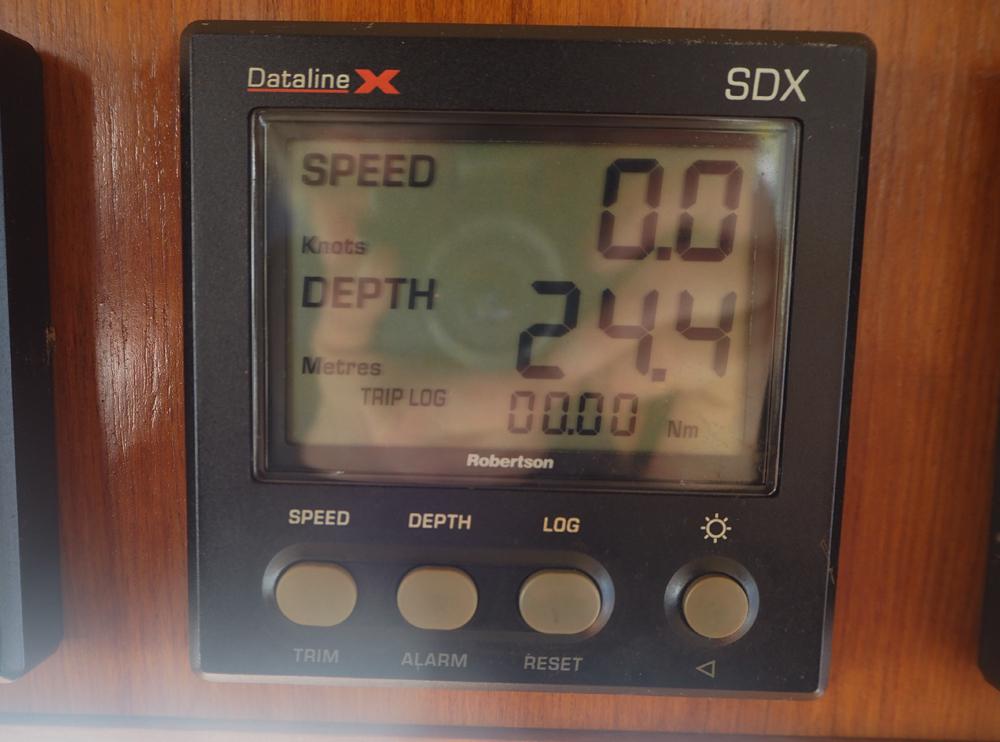 Dataline X SDX
SPEED 0.0
Knots
DEPTH 24.4
Metres
TRIP LOG 00.00 Nm
Robertson
SPEED DEPTH LOG
TRIM ALARM RESET